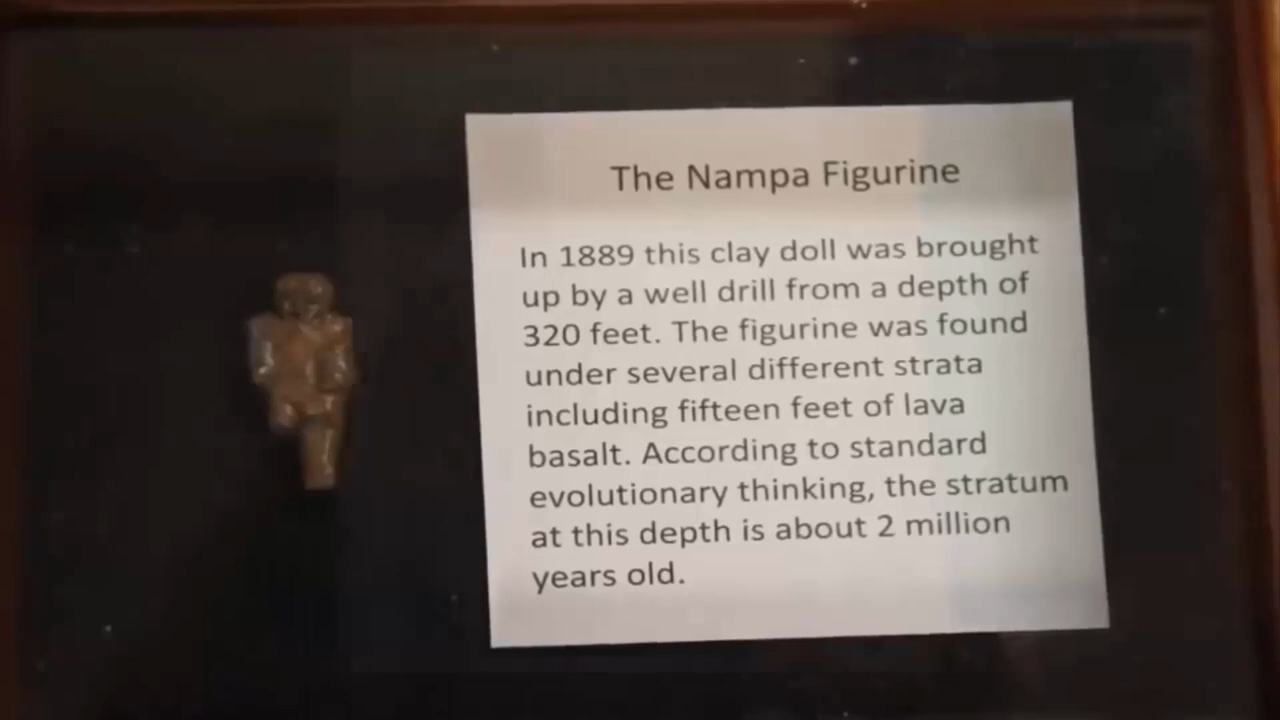 The Nampa Figurine
In 1889 this clay doll was brought
up by a well drill from a depth of
320 feet. The figurine was found
under several different strata
including fifteen feet of lava
basalt. According to standard
evolutionary thinking, the stratum
at this depth is about 2 million
years old.